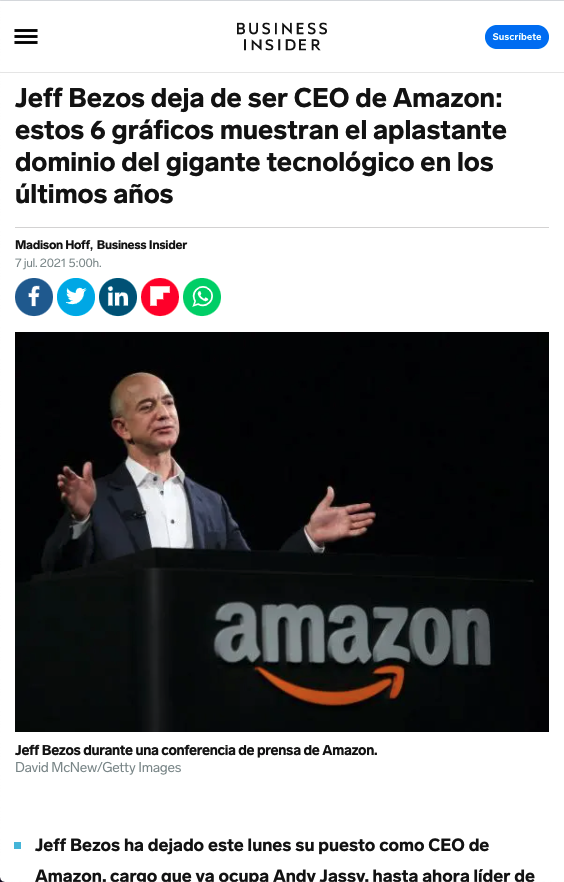 BUSINESS
INSIDER
Suscríbete
Jeff Bezos deja de ser CEO de Amazon:
estos 6 gráficos muestran el aplastante
dominio del gigante tecnológico en los
últimos años
Madison Hoff, Business Insider
7 jul. 2021 5:00h.
amazon
Jeff Bezos durante una conferencia de prensa de Amazon.
David McNew/Getty Images
Jeff Bezos ha dejado este lunes su puesto como CEO de
Amazon, cargo que ya ocupa Andy Jassy, hasta ahora líder de